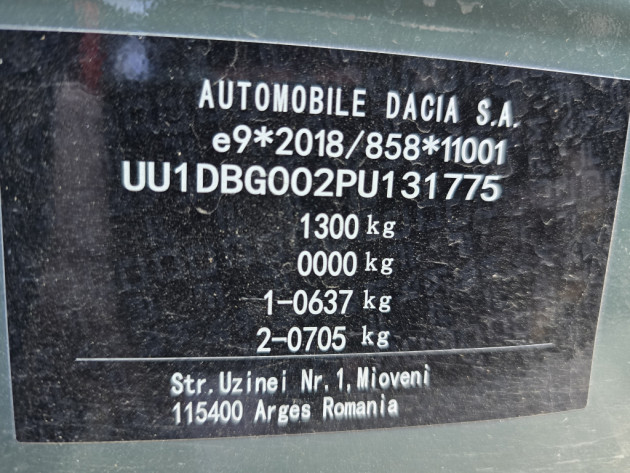 AUTOMOBILE DACIA S.A.
e9*2018/858*11001
UU1DBG002PU131775
1300 kg
0000 kg
1-0637 kg
2-0705 kg
Str.Uzinei Nr.1,Mioveni
115400 Arges Romania